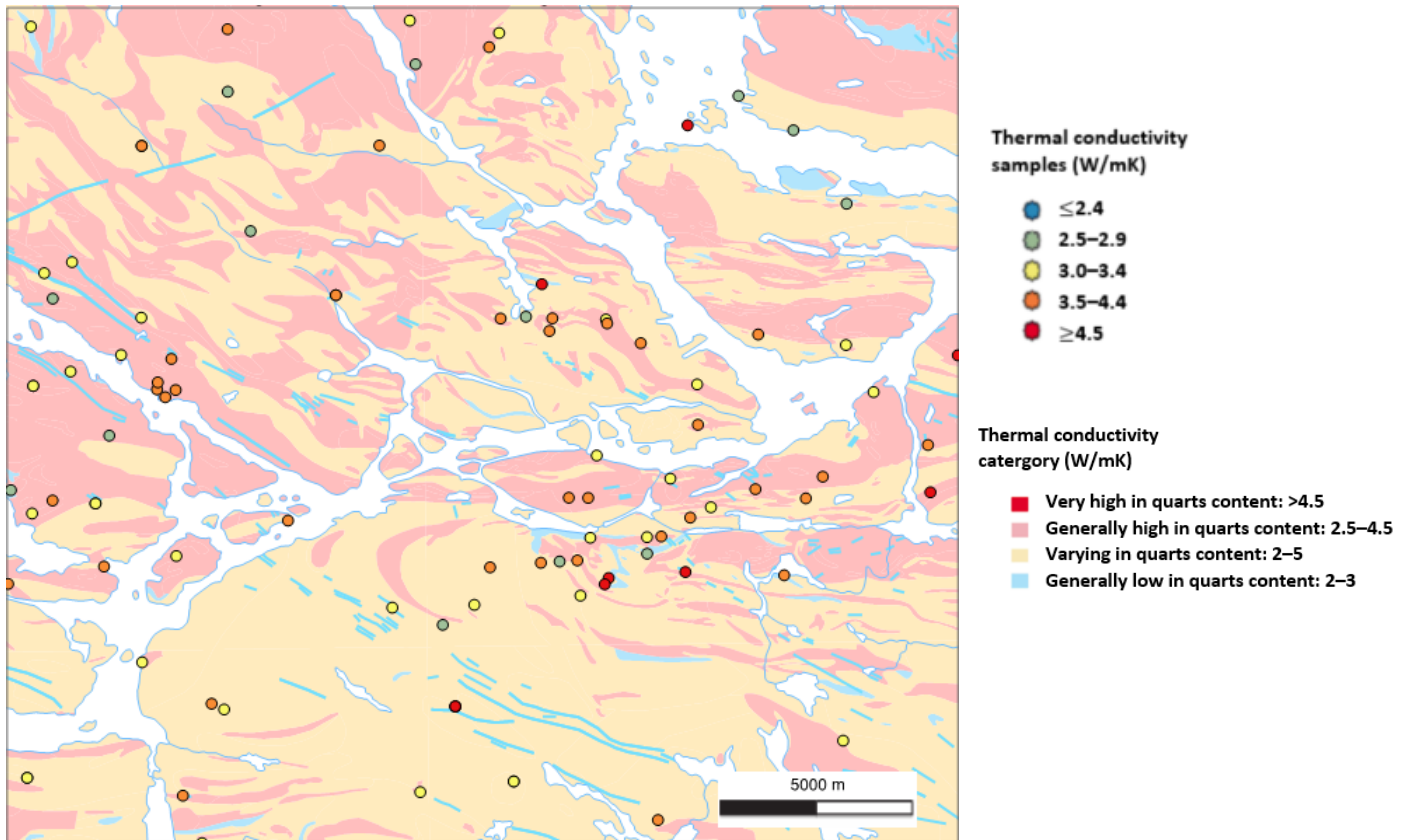 Thermal conductivity
samples (W/mK)
≤2.4
2.5–2.9
3.0–3.4
3.5–4.4
≥4.5
Thermal conductivity
catergory (W/mK)
Very high in quarts content: >4.5
Generally high in quarts content: 2.5–4.5
Varying in quarts content: 2–5
Generally low in quarts content: 2–3
5000 m